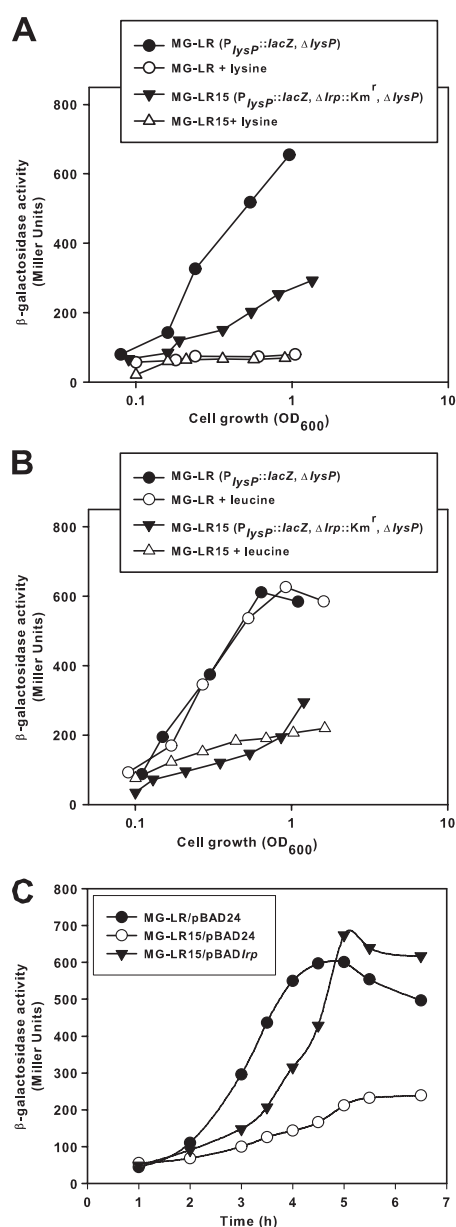 A
MG-LR (PlysP::lacZ, ΔlysP)
MG-LR + lysine
MG-LR15 (PlysP::lacZ, Δlrp::Kmr, ΔlysP)
MG-LR15+ lysine
β-galactosidase activity
(Miller Units)
800
600
400
200
0
0.1
1
10
Cell growth (OD600)
B
MG-LR (PlysP::lacZ, ΔlysP)
MG-LR + leucine
MG-LR15 (PlysP::lacZ, Δlrp::Kmr, ΔlysP)
MG-LR15 + leucine
β-galactosidase activity
(Miller Units)
800
600
400
200
0
0.1
1
10
Cell growth (OD600)
C
MG-LR/pBAD24
MG-LR15/pBAD24
MG-LR15/pBADlrp
β-galactosidase activity
(Miller Units)
800
700
600
500
400
300
200
100
0
0
1
2
3
4
5
6
7
Time (h)